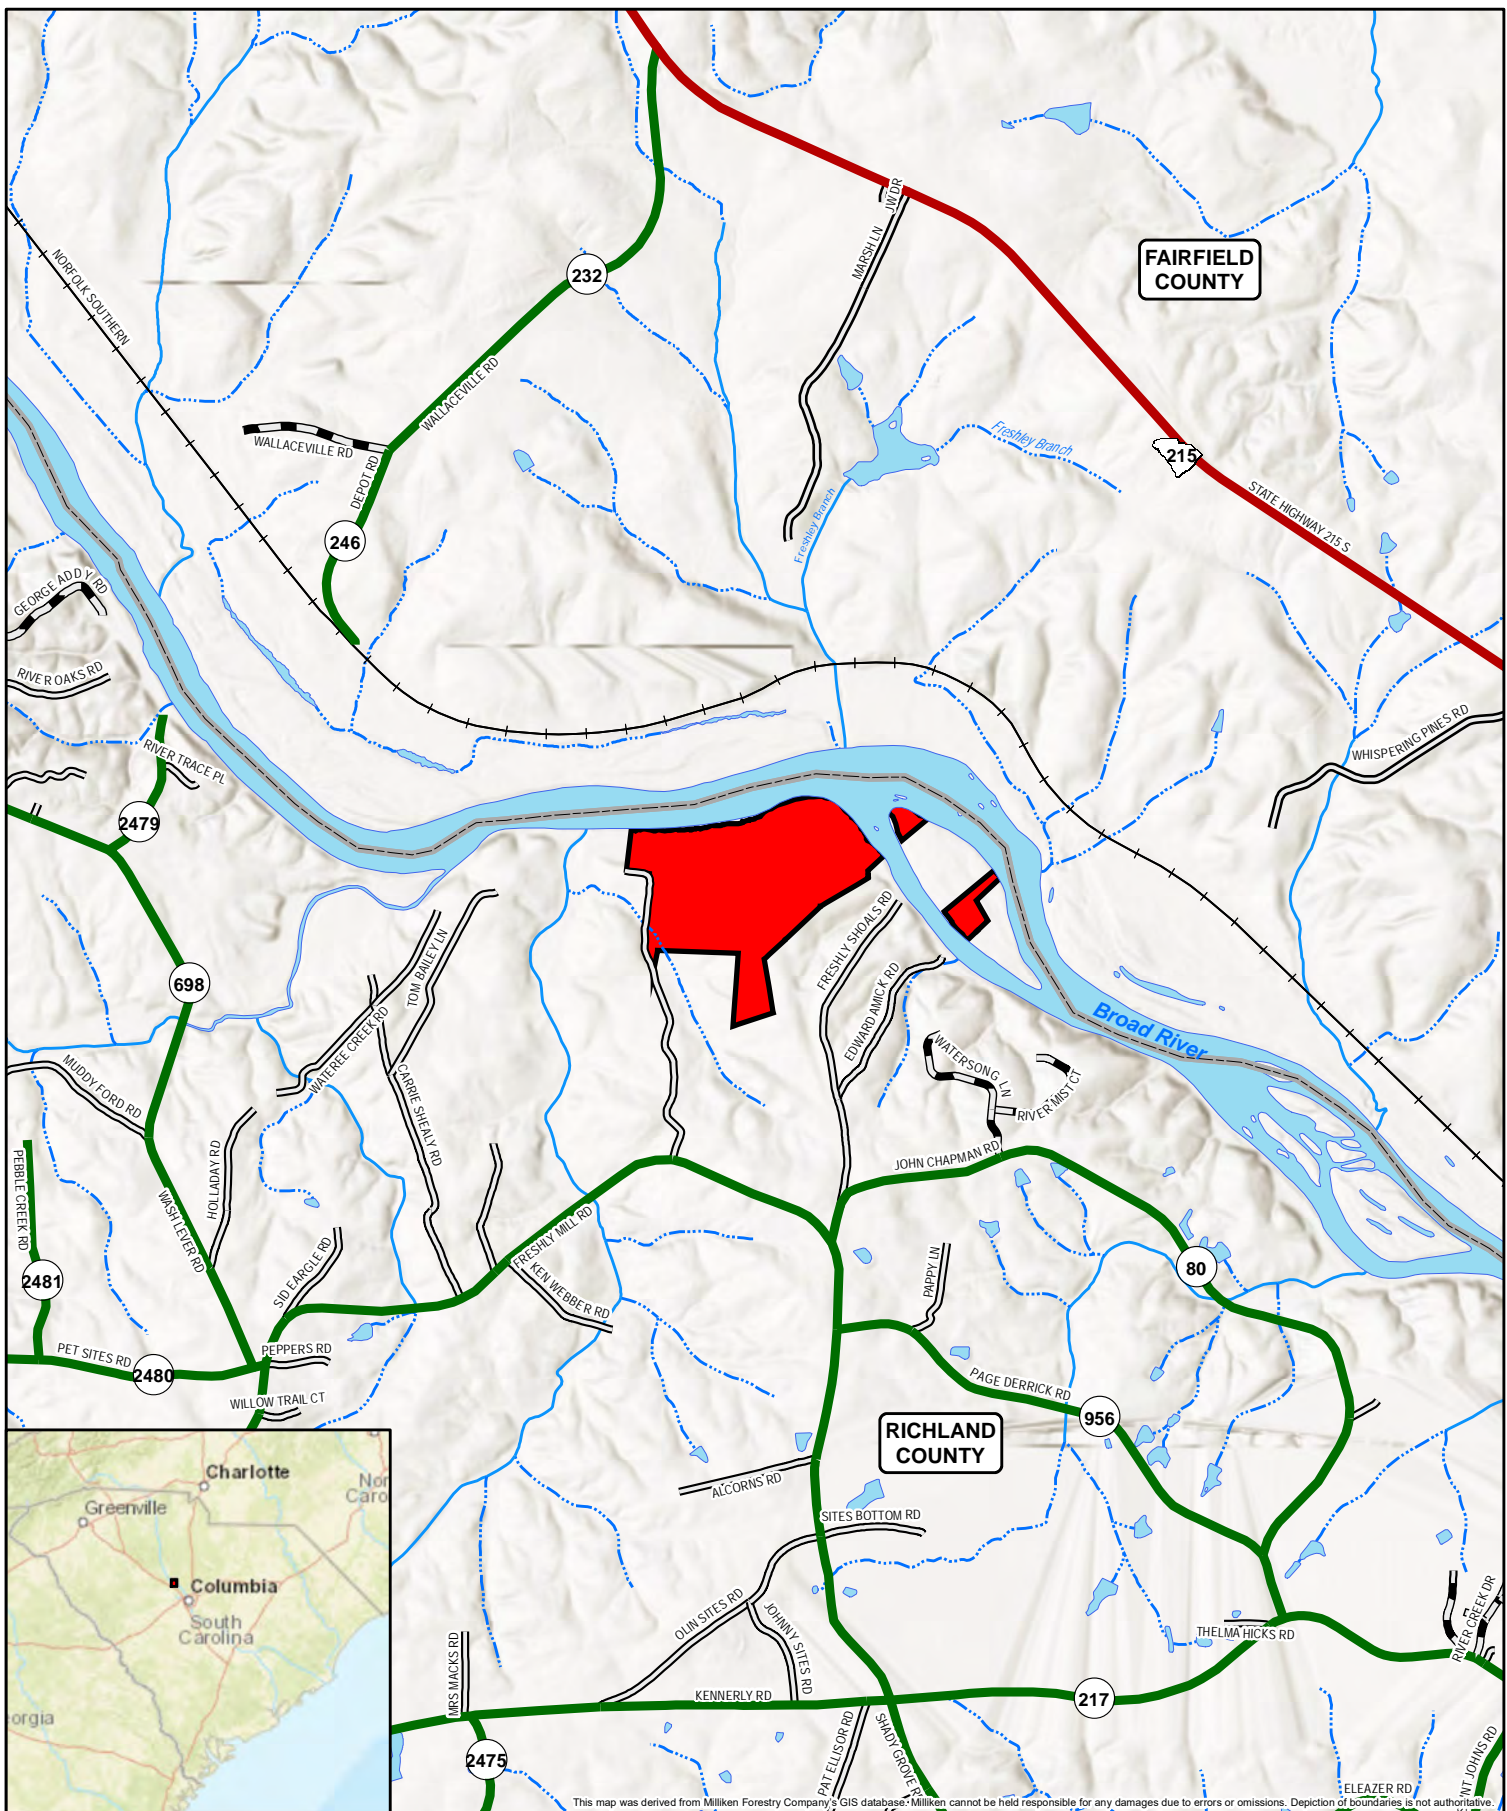 JW DR
MARSH LN
FAIRFIELD
COUNTY
NORFOLK SOUTHERN
232
WALLACEVILLE RD
WALLACEVILLE RD
DEPOT RD
246
Freshley Branch
Freshley Branch
215
STATE HIGHWAY 215 S
GEORGE ADDY RD
RIVER OAKS RD
RIVER TRACE PL
WHISPERING PINES RD
2479
698
TOM BAILEY LN
FRESHLY SHOALS RD
EDWARD AMICK RD
Broad River
WATEREE CREEK RD
WATERSONG LN
RIVER MIST CT
MUDDY FORD RD
CARRIE SHEALY RD
HOLLADAY RD
JOHN CHAPMAN RD
PEBBLE CREEK RD
WASH LEVER RD
FRESHLY MILL RD
SID EARGLE RD
KEN WEBBER RD
PAPPY LN
80
2481
PET SITES RD
2480
PEPPERS RD
WILLOW TRAIL CT
PAGE DERRICK RD
956
RICHLAND
COUNTY
ALCORNS RD
SITES BOTTOM RD
Charlotte
Nor
Caro
Greenville
Columbia
South
Carolina
eorgia
OLIN SITES RD
JOHNNY SITES RD
THELMA HICKS RD
RIVER CREEK DR
MRS MACKS RD
KENNERLY RD
217
2475
PAT ELLISOR RD
SHADY GROVE R
ELEAZER RD
NT JOHNS RD
This map was derived from Milliken Forestry Company's GIS database. Milliken cannot be held responsible for any damages due to errors or omissions. Depiction of boundaries is not authoritative.